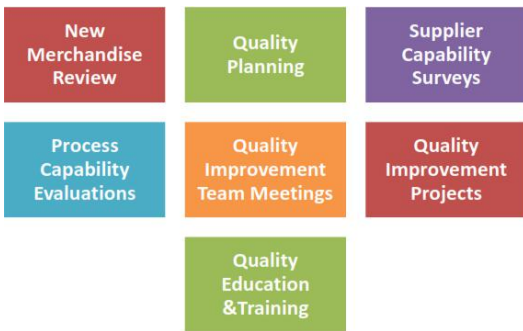 New
Merchandise
Review
Quality
Planning
Supplier
Capability
Surveys
Process
Capability
Evaluations
Quality
Improvement
Team Meetings
Quality
Improvement
Projects
Quality
Education
&Training